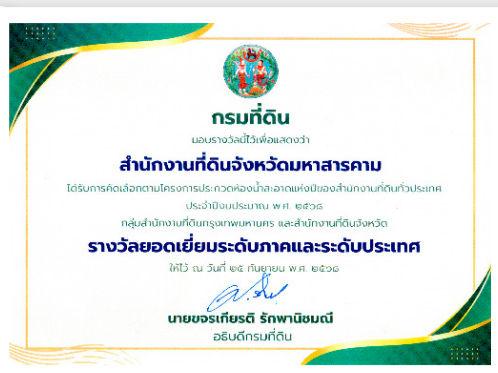 กรมที่ดิน
มอบรางวัลนี้ไว้เพื่อแสดงว่า
สำนักงานที่ดินจังหวัดมหาสารคาม
ได้รับการคัดเลือกตามโครงการประกวดห้องน้ำสะอาดแห่งปีของสำนักงานที่ดินทั่วประเทศ
ประจำปีงบประมาณ พ.ศ. ๒๕๖๘
กลุ่มสำนักงานที่ดินกรุงเทพมหานคร และสำนักงานที่ดินจังหวัด
รางวัลยอดเยี่ยมระดับภาคและระดับประเทศ
ให้ไว้ ณ วันที่ ๒๕ กันยายน พ.ศ. ๒๕๖๘
นายขจรเกียรติ รักพานิชมณี
อธิบดีกรมที่ดิน